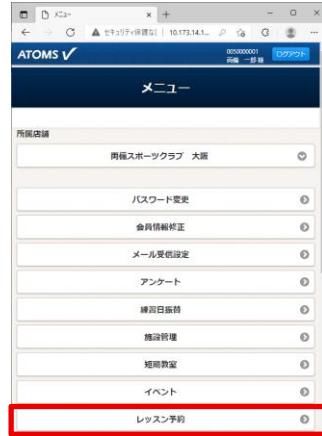 メニュー
セキュリティ保護なし | 10.173.14.1...
ATOMS V
0050000001
両備 一郎 様
ログアウト
メニュー
所属店舗
両備スポーツクラブ 大阪
パスワード変更
会員情報修正
メール受信設定
アンケート
練習日振替
施設管理
短期教室
イベント
レッスン予約